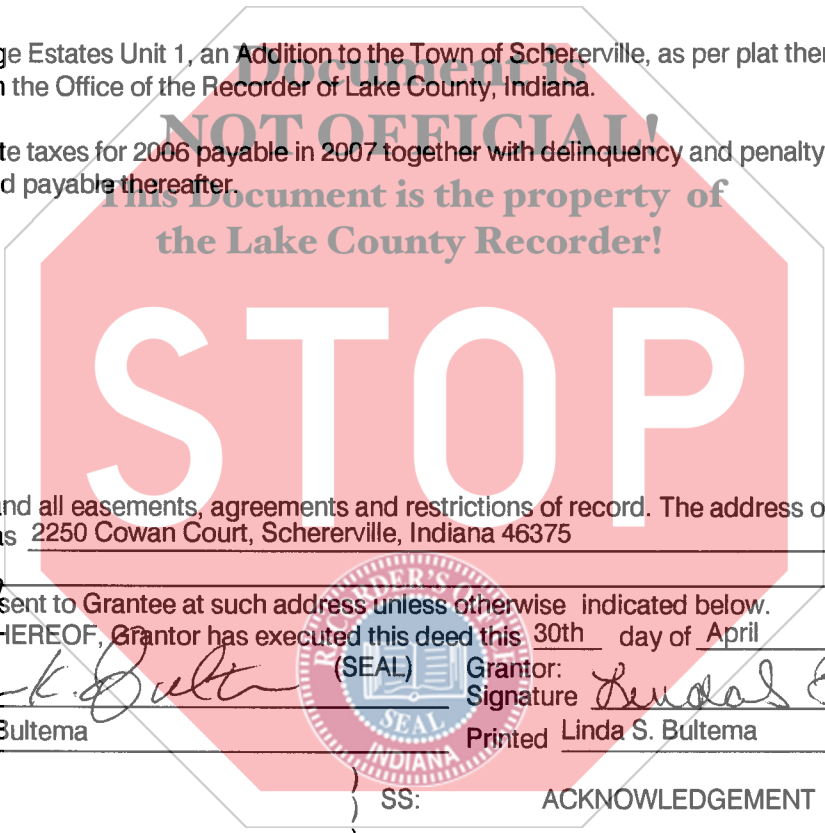 ge Estates Unit 1, an Addition to the Town of Schererville, as per plat ther
Document is
n the Office of the Recorder of Lake County, Indiana.
NOT OFFICIAL!
te taxes for 2006 payable in 2007 together with delinquency and penalty
d payable thereafter.
This Document is the property of
the Lake County Recorder!
STOP
and all easements, agreements and restrictions of record. The address o
as 2250 Cowan Court, Schererville, Indiana 46375
sent to Grantee at such address unless otherwise indicated below.
HEREOF, Grantor has executed this deed this 30th day of April
RECORDER'S OFFICE
(SEAL) Grantor:
Signature Linda S
SEAL
INDIANA
Bultema Printed Linda S. Bultema
) SS: ACKNOWLEDGEMENT
)